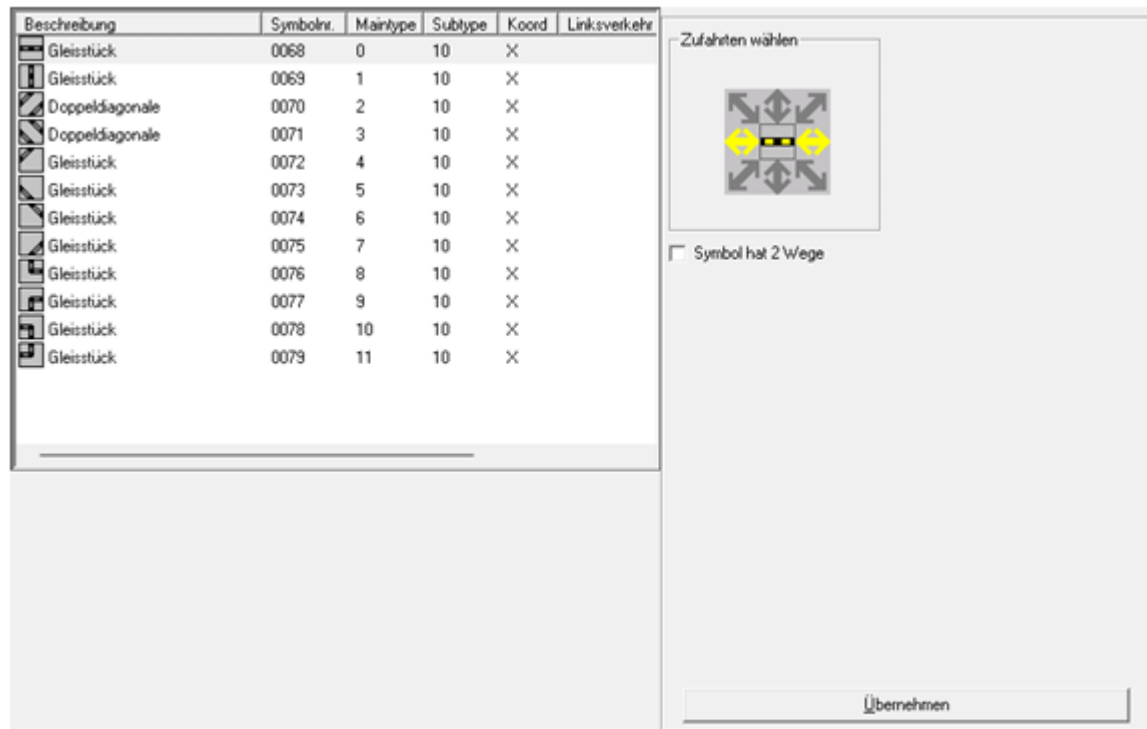 Beschreibung Symbolnr. Maintype Subtype Koord Linksverkehr
Gleisstück 0068 0 10 X
Gleisstück 0069 1 10 X
Doppeldiagonale 0070 2 10 X
Doppeldiagonale 0071 3 10 X
Gleisstück 0072 4 10 X
Gleisstück 0073 5 10 X
Gleisstück 0074 6 10 X
Gleisstück 0075 7 10 X
Gleisstück 0076 8 10 X
Gleisstück 0077 9 10 X
Gleisstück 0078 10 10 X
Gleisstück 0079 11 10 X
Zufahrten wählen
Symbol hat 2 Wege
Übernehmen